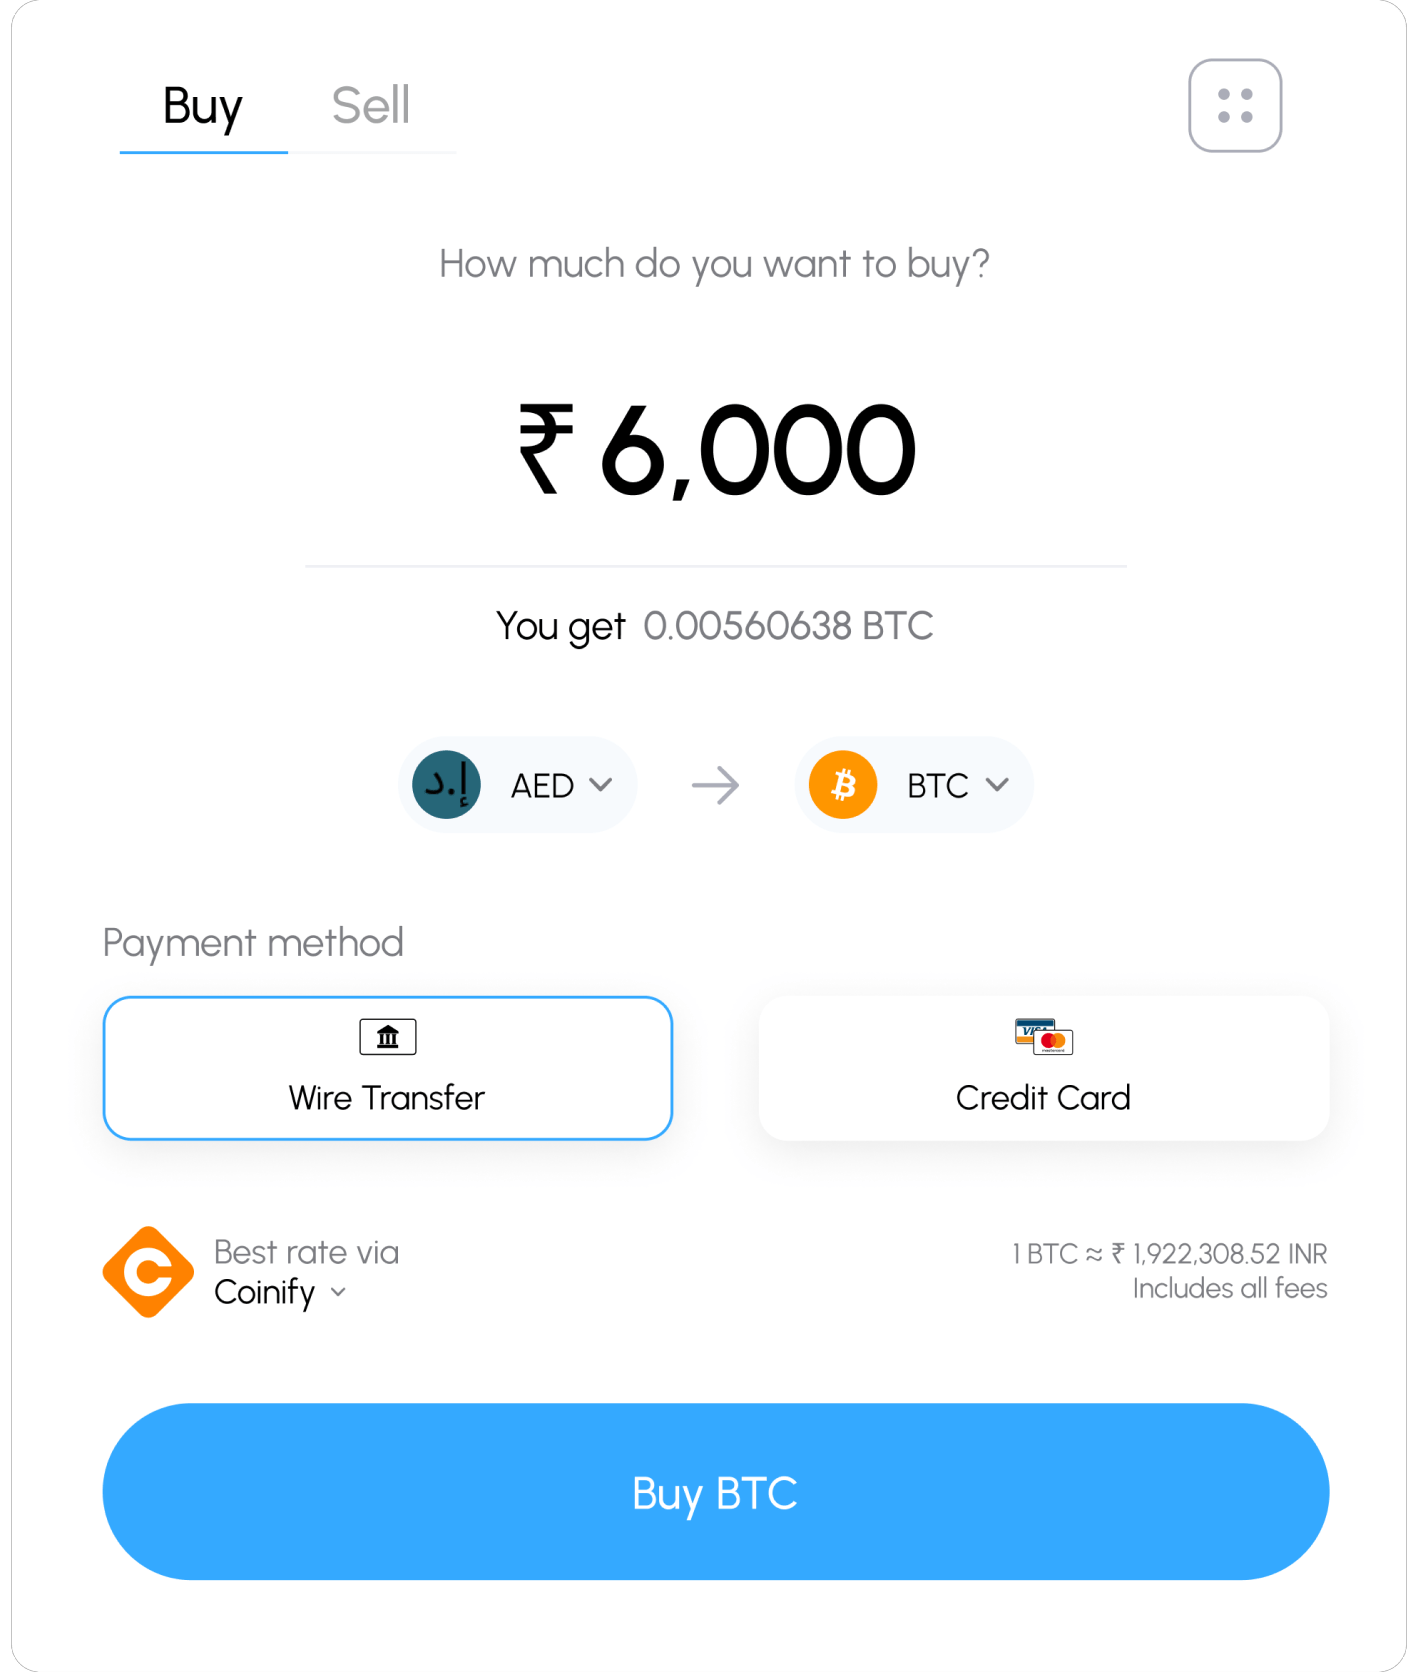 Buy Sell
How much do you want to buy?
₹ 6,000
You get 0.00560638 BTC
د.إ AED BTC
Payment method
VISA
Wire Transfer Credit Card
Best rate via
Coinify
1 BTC ≈ ₹ 1,922,308.52 INR
Includes all fees
Buy BTC